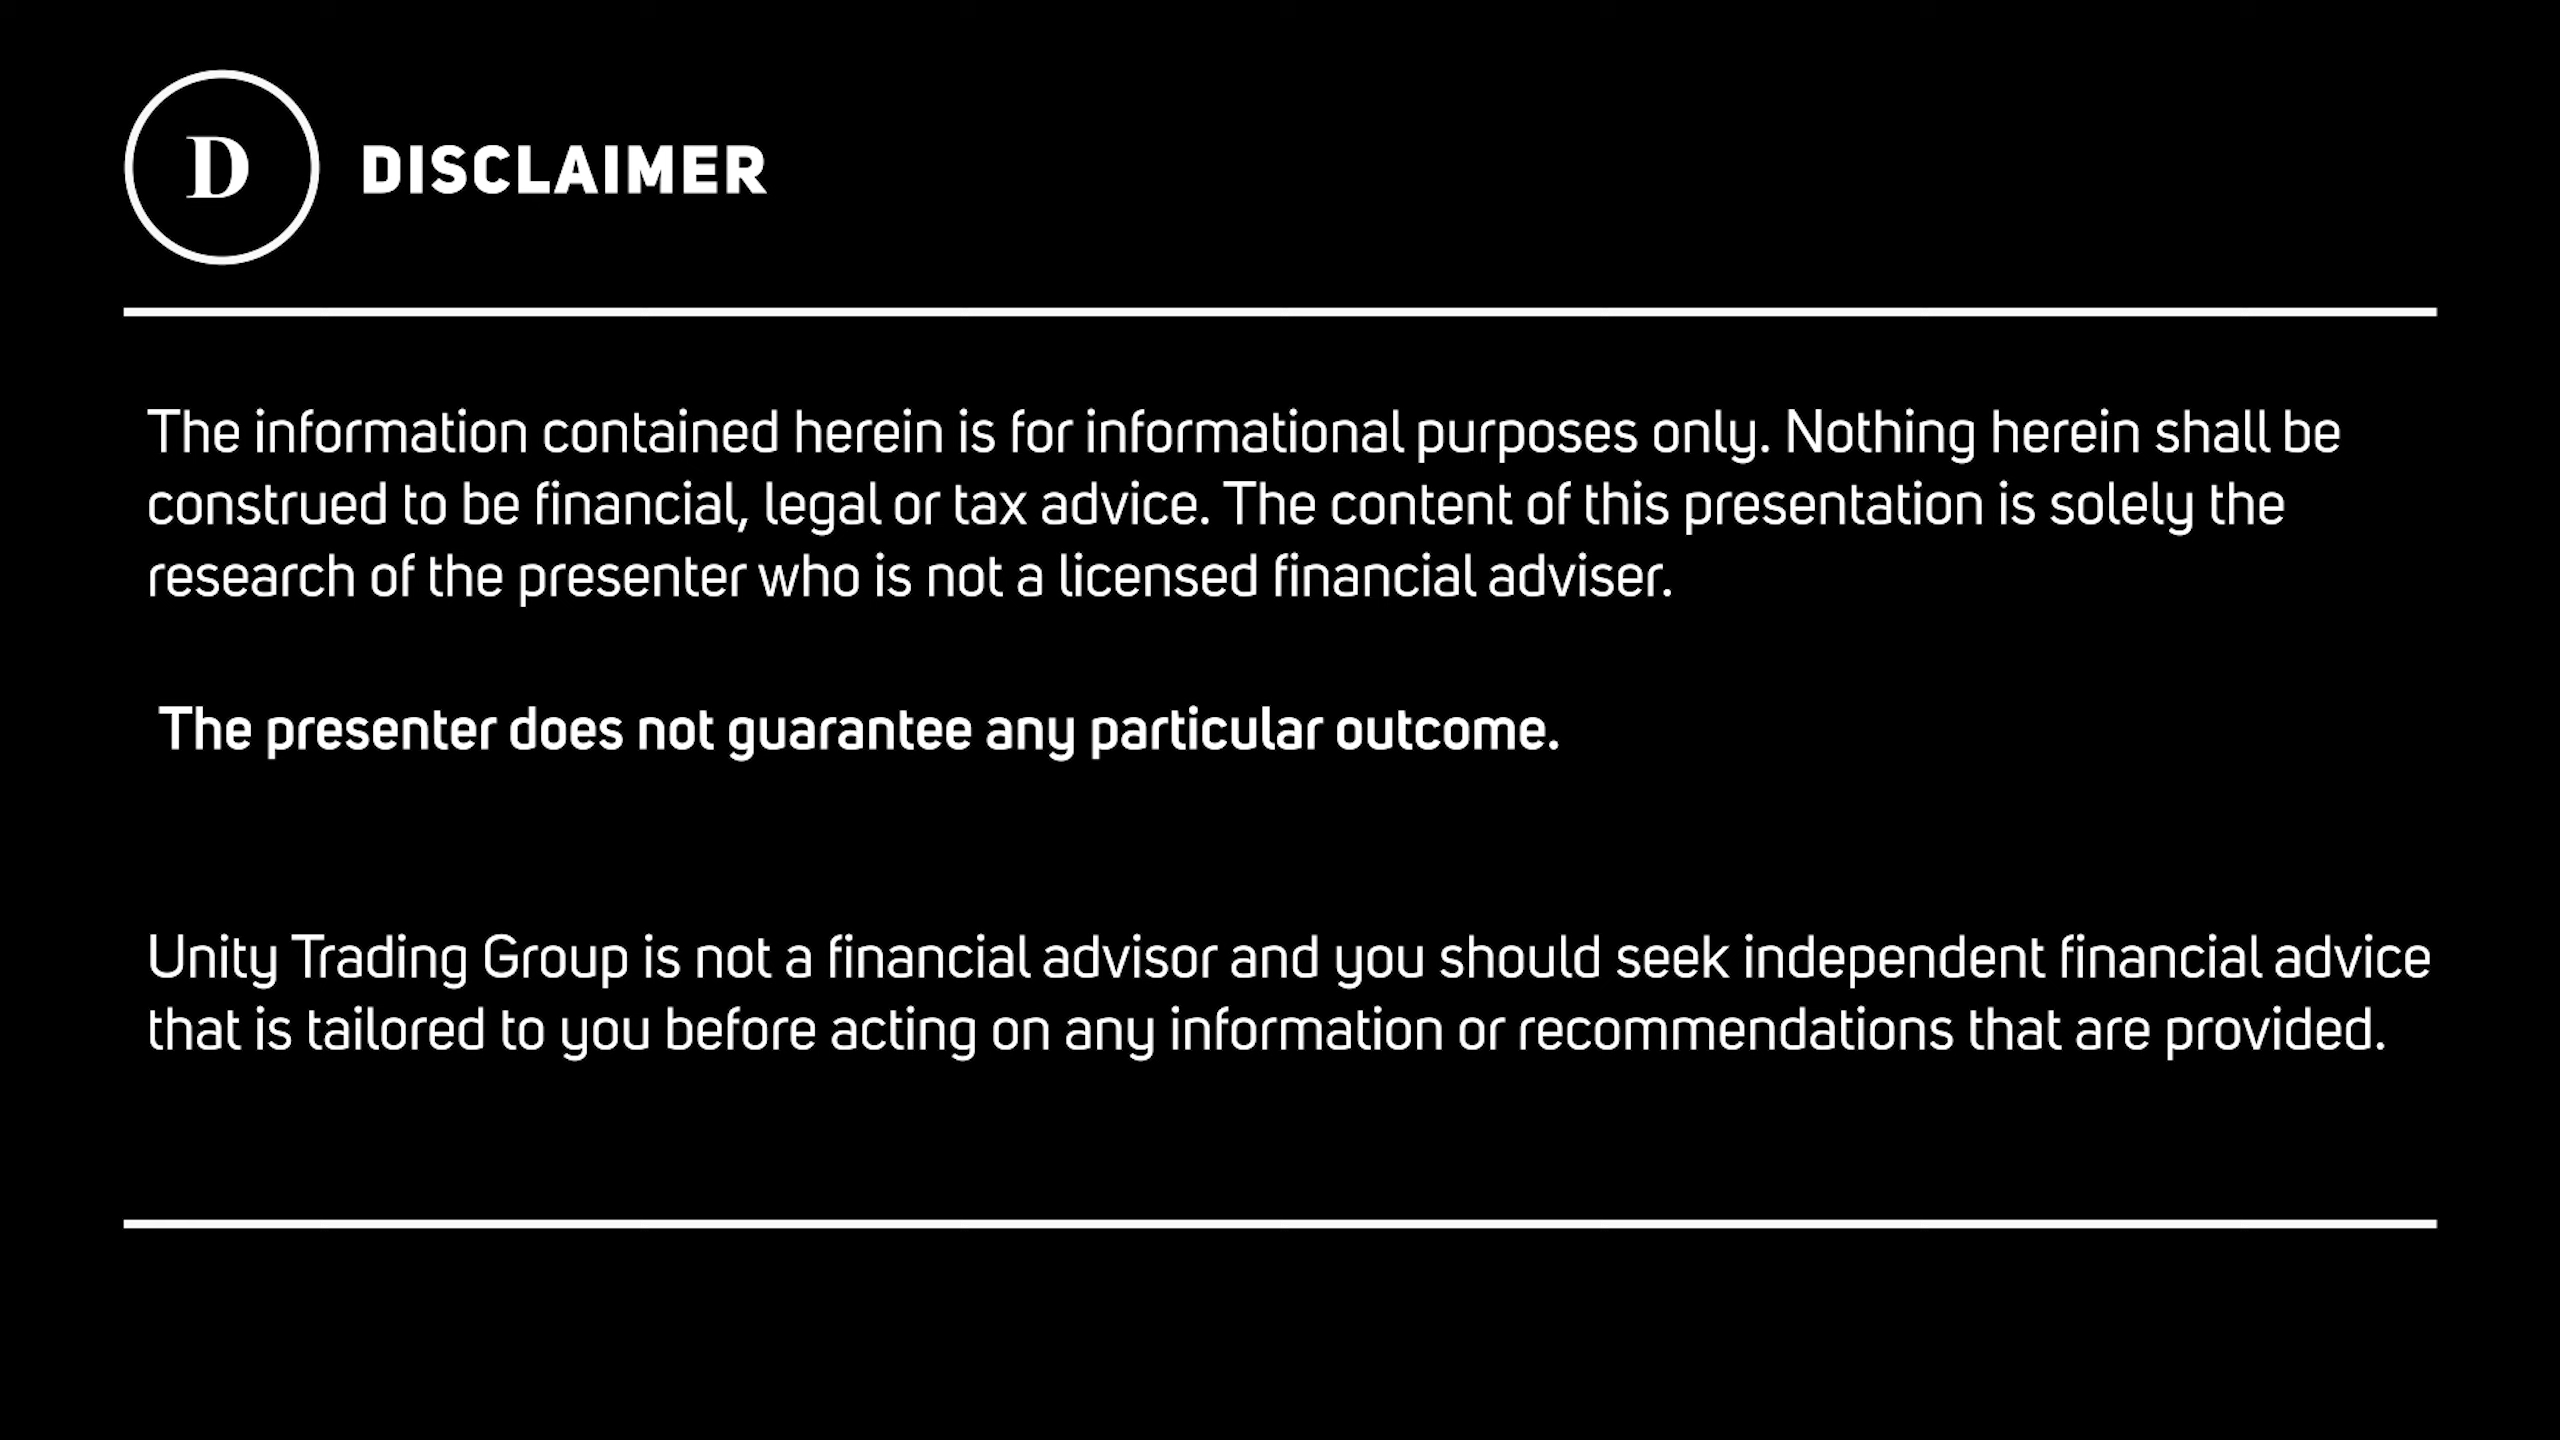 D
DISCLAIMER
The information contained herein is for informational purposes only. Nothing herein shall be
construed to be financial, legal or tax advice. The content of this presentation is solely the
research of the presenter who is not a licensed financial adviser.
The presenter does not guarantee any particular outcome.
Unity Trading Group is not a financial advisor and you should seek independent financial advice
that is tailored to you before acting on any information or recommendations that are provided.